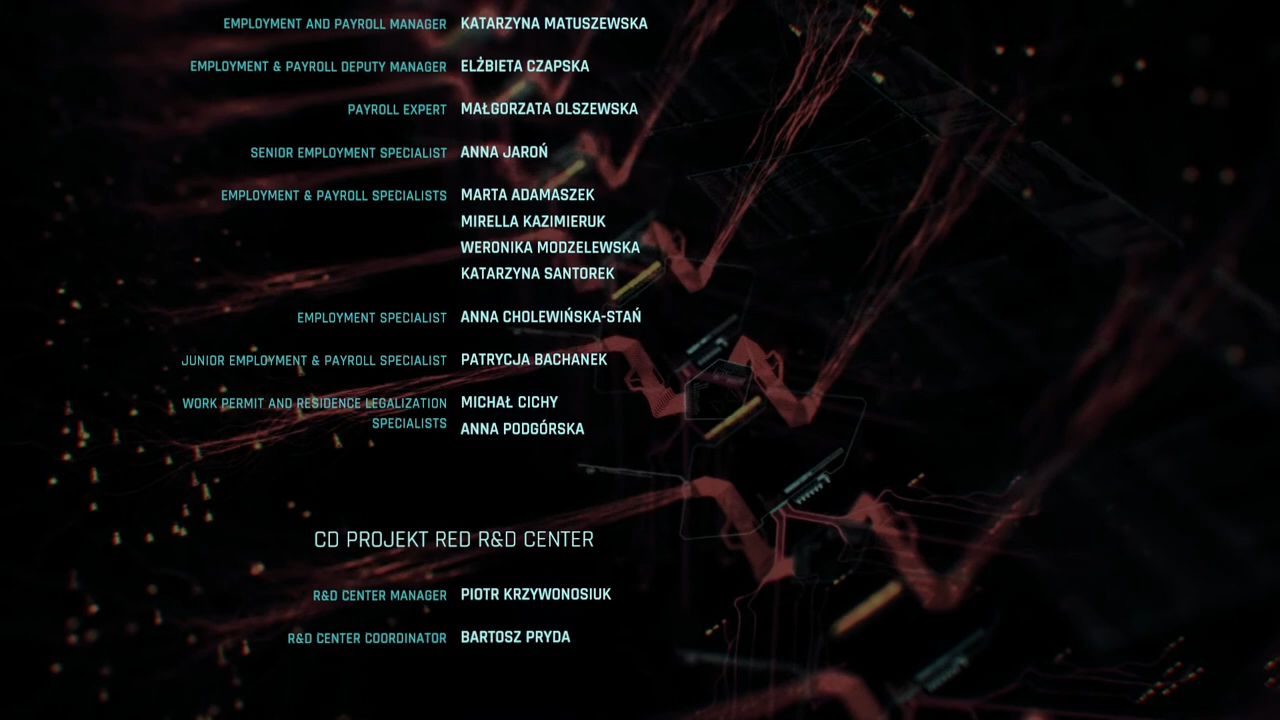 EMPLOYMENT AND PAYROLL MANAGER KATARZYNA MATUSZEWSKA
EMPLOYMENT & PAYROLL DEPUTY MANAGER ELŻBIETA CZAPSKA
PAYROLL EXPERT MAŁGORZATA OLSZEWSKA
SENIOR EMPLOYMENT SPECIALIST ANNA JAROŃ
EMPLOYMENT & PAYROLL SPECIALISTS MARTA ADAMASZEK
MIRELLA KAZIMIERUK
WERONIKA MODZELEWSKA
KATARZYNA SANTOREK
EMPLOYMENT SPECIALIST ANNA CHOLEWIŃSKA-STAŃ
JUNIOR EMPLOYMENT & PAYROLL SPECIALIST PATRYCJA BACHANEK
WORK PERMIT AND RESIDENCE LEGALIZATION MICHAŁ CICHY
SPECIALISTS ANNA PODGÓRSKA
CD PROJEKT RED R&D CENTER
R&D CENTER MANAGER PIOTR KRZYWONOSIUK
R&D CENTER COORDINATOR BARTOSZ PRYDA